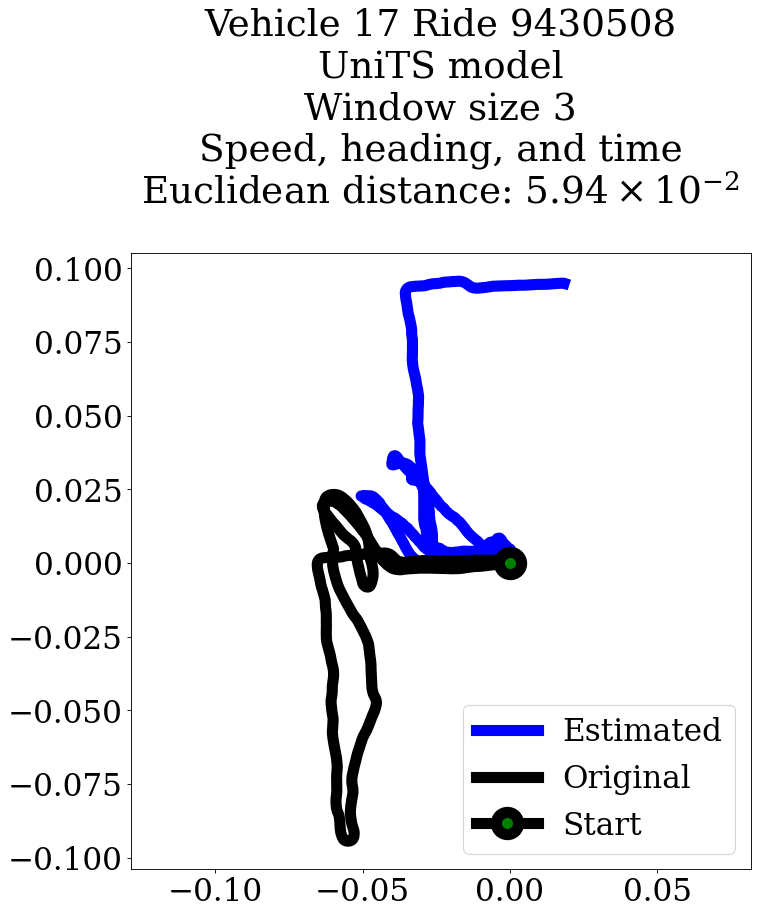 Vehicle 17 Ride 9430508
UniTS model
Window size 3
Speed, heading, and time
Euclidean distance: 5.94 × 10⁻²
0.100
0.075
0.050
0.025
0.000
−0.025
−0.050
−0.075
−0.100
Estimated
Original
Start
−0.10 −0.05 0.00 0.05